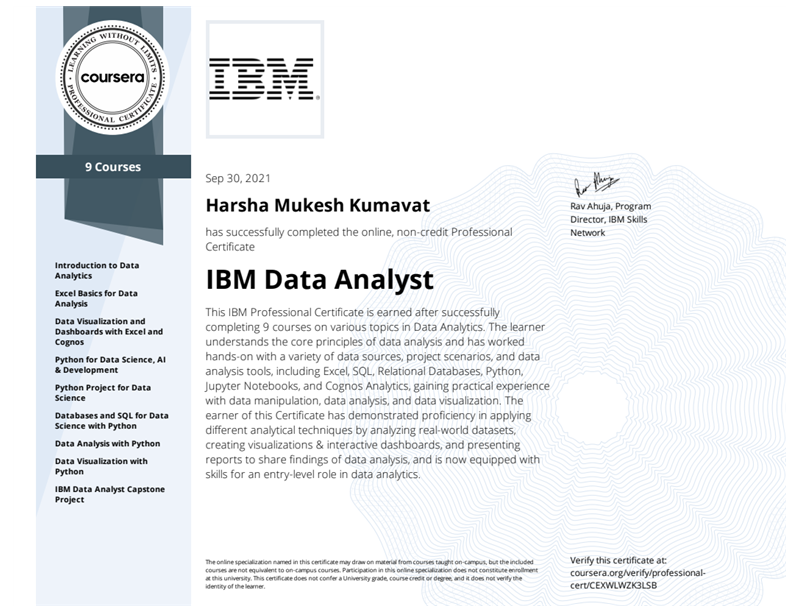 LEARNING WITHOUT LIMITS
coursera
PROFESSIONAL CERTIFICATE
9 Courses
Introduction to Data
Analytics
Excel Basics for Data
Analysis
Data Visualization and
Dashboards with Excel and
Cognos
Python for Data Science, AI
& Development
Python Project for Data
Science
Databases and SQL for Data
Science with Python
Data Analysis with Python
Data Visualization with
Python
IBM Data Analyst Capstone
Project
IBM®
Sep 30, 2021
Harsha Mukesh Kumavat
has successfully completed the online, non-credit Professional
Certificate
IBM Data Analyst
This IBM Professional Certificate is earned after successfully
completing 9 courses on various topics in Data Analytics. The learner
understands the core principles of data analysis and has worked
hands-on with a variety of data sources, project scenarios, and data
analysis tools, including Excel, SQL, Relational Databases, Python,
Jupyter Notebooks, and Cognos Analytics, gaining practical experience
with data manipulation, data analysis, and data visualization. The
earner of this Certificate has demonstrated proficiency in applying
different analytical techniques by analyzing real-world datasets,
creating visualizations & interactive dashboards, and presenting
reports to share findings of data analysis, and is now equipped with
skills for an entry-level role in data analytics.
The online specialization named in this certificate may draw on material from courses taught on-campus, but the included
courses are not equivalent to on-campus courses. Participation in this online specialization does not constitute enrollment
at this university. This certificate does not confer a University grade, course credit or degree, and it does not verify the
identity of the learner.
Rav Ahuja
Rav Ahuja, Program
Director, IBM Skills
Network
Verify this certificate at:
coursera.org/verify/professional-
cert/CEXWLWZK3LSB